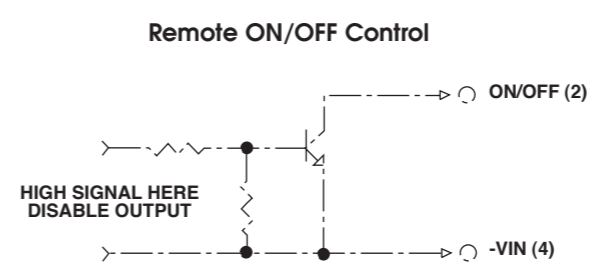 Remote ON/OFF Control
ON/OFF (2)
HIGH SIGNAL HERE
DISABLE OUTPUT
-VIN (4)